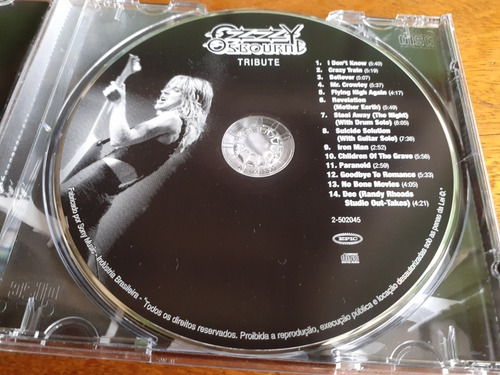 OZZY
OSBOURNE
TRIBUTE
1. I Don't Know (5:40)
2. Crazy Train (5:19)
3. Believer (5:07)
4. Mr. Crowley (5:37)
5. Flying High Again (4:17)
6. Revelation
(Mother Earth) (5:49)
7. Steal Away (The Night)
(With Drum Solo) (8:05)
8. Suicide Solution
(With Guitar Solo) (7:36)
9. Iron Man (2:52)
10. Children Of The Grave (5:58)
11. Paranoid (2:59)
12. Goodbye To Romance (5:33)
13. No Bone Movies (4:05)
14. Dee (Randy Rhoads
Studio Out-Takes) (4:21)
2-502045
EPIC
Fabricado por Sony Music - Indústria Brasileira - "Todos os direitos reservados. Proibida a reprodução, execução pública e locação desautorizadas sob as penas da Lei".